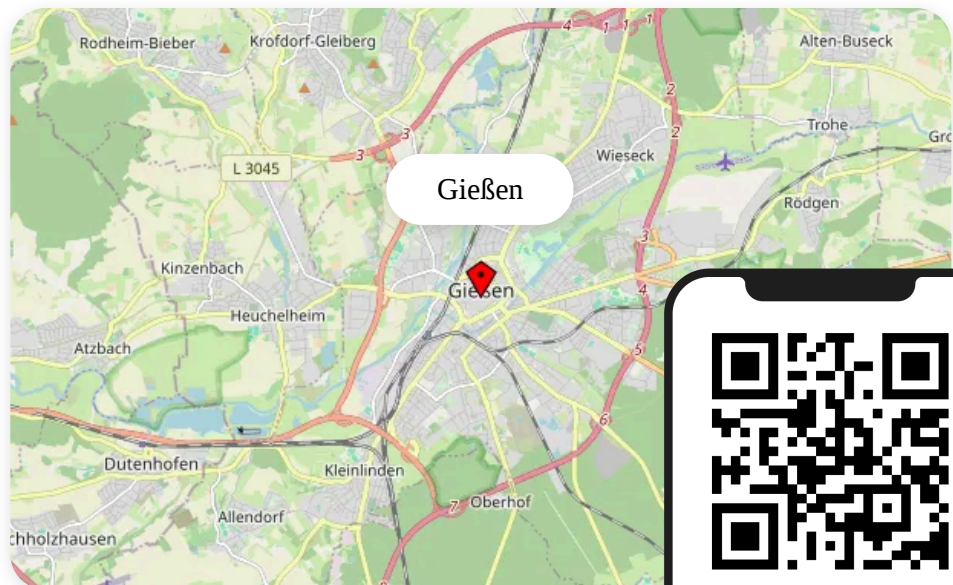 4
1
1
Rodheim-Bieber
Krofdorf-Gleiberg
Alten-Buseck
2
2
Trohe
3
3
Wieseck
L 3045
Gießen
Rödgen
3
Kinzenbach
Gießen
4
Heuchelheim
Atzbach
5
6
Dutenhofen
Kleinlinden
7
Oberhof
Allendorf
chholzhausen